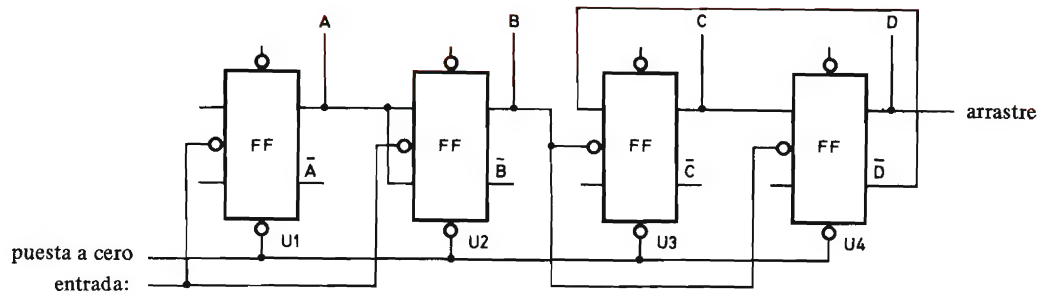 A B C D
arrastre
FF FF FF FF
A̅ B̅ C̅ D̅
U1 U2 U3 U4
puesta a cero
entrada: